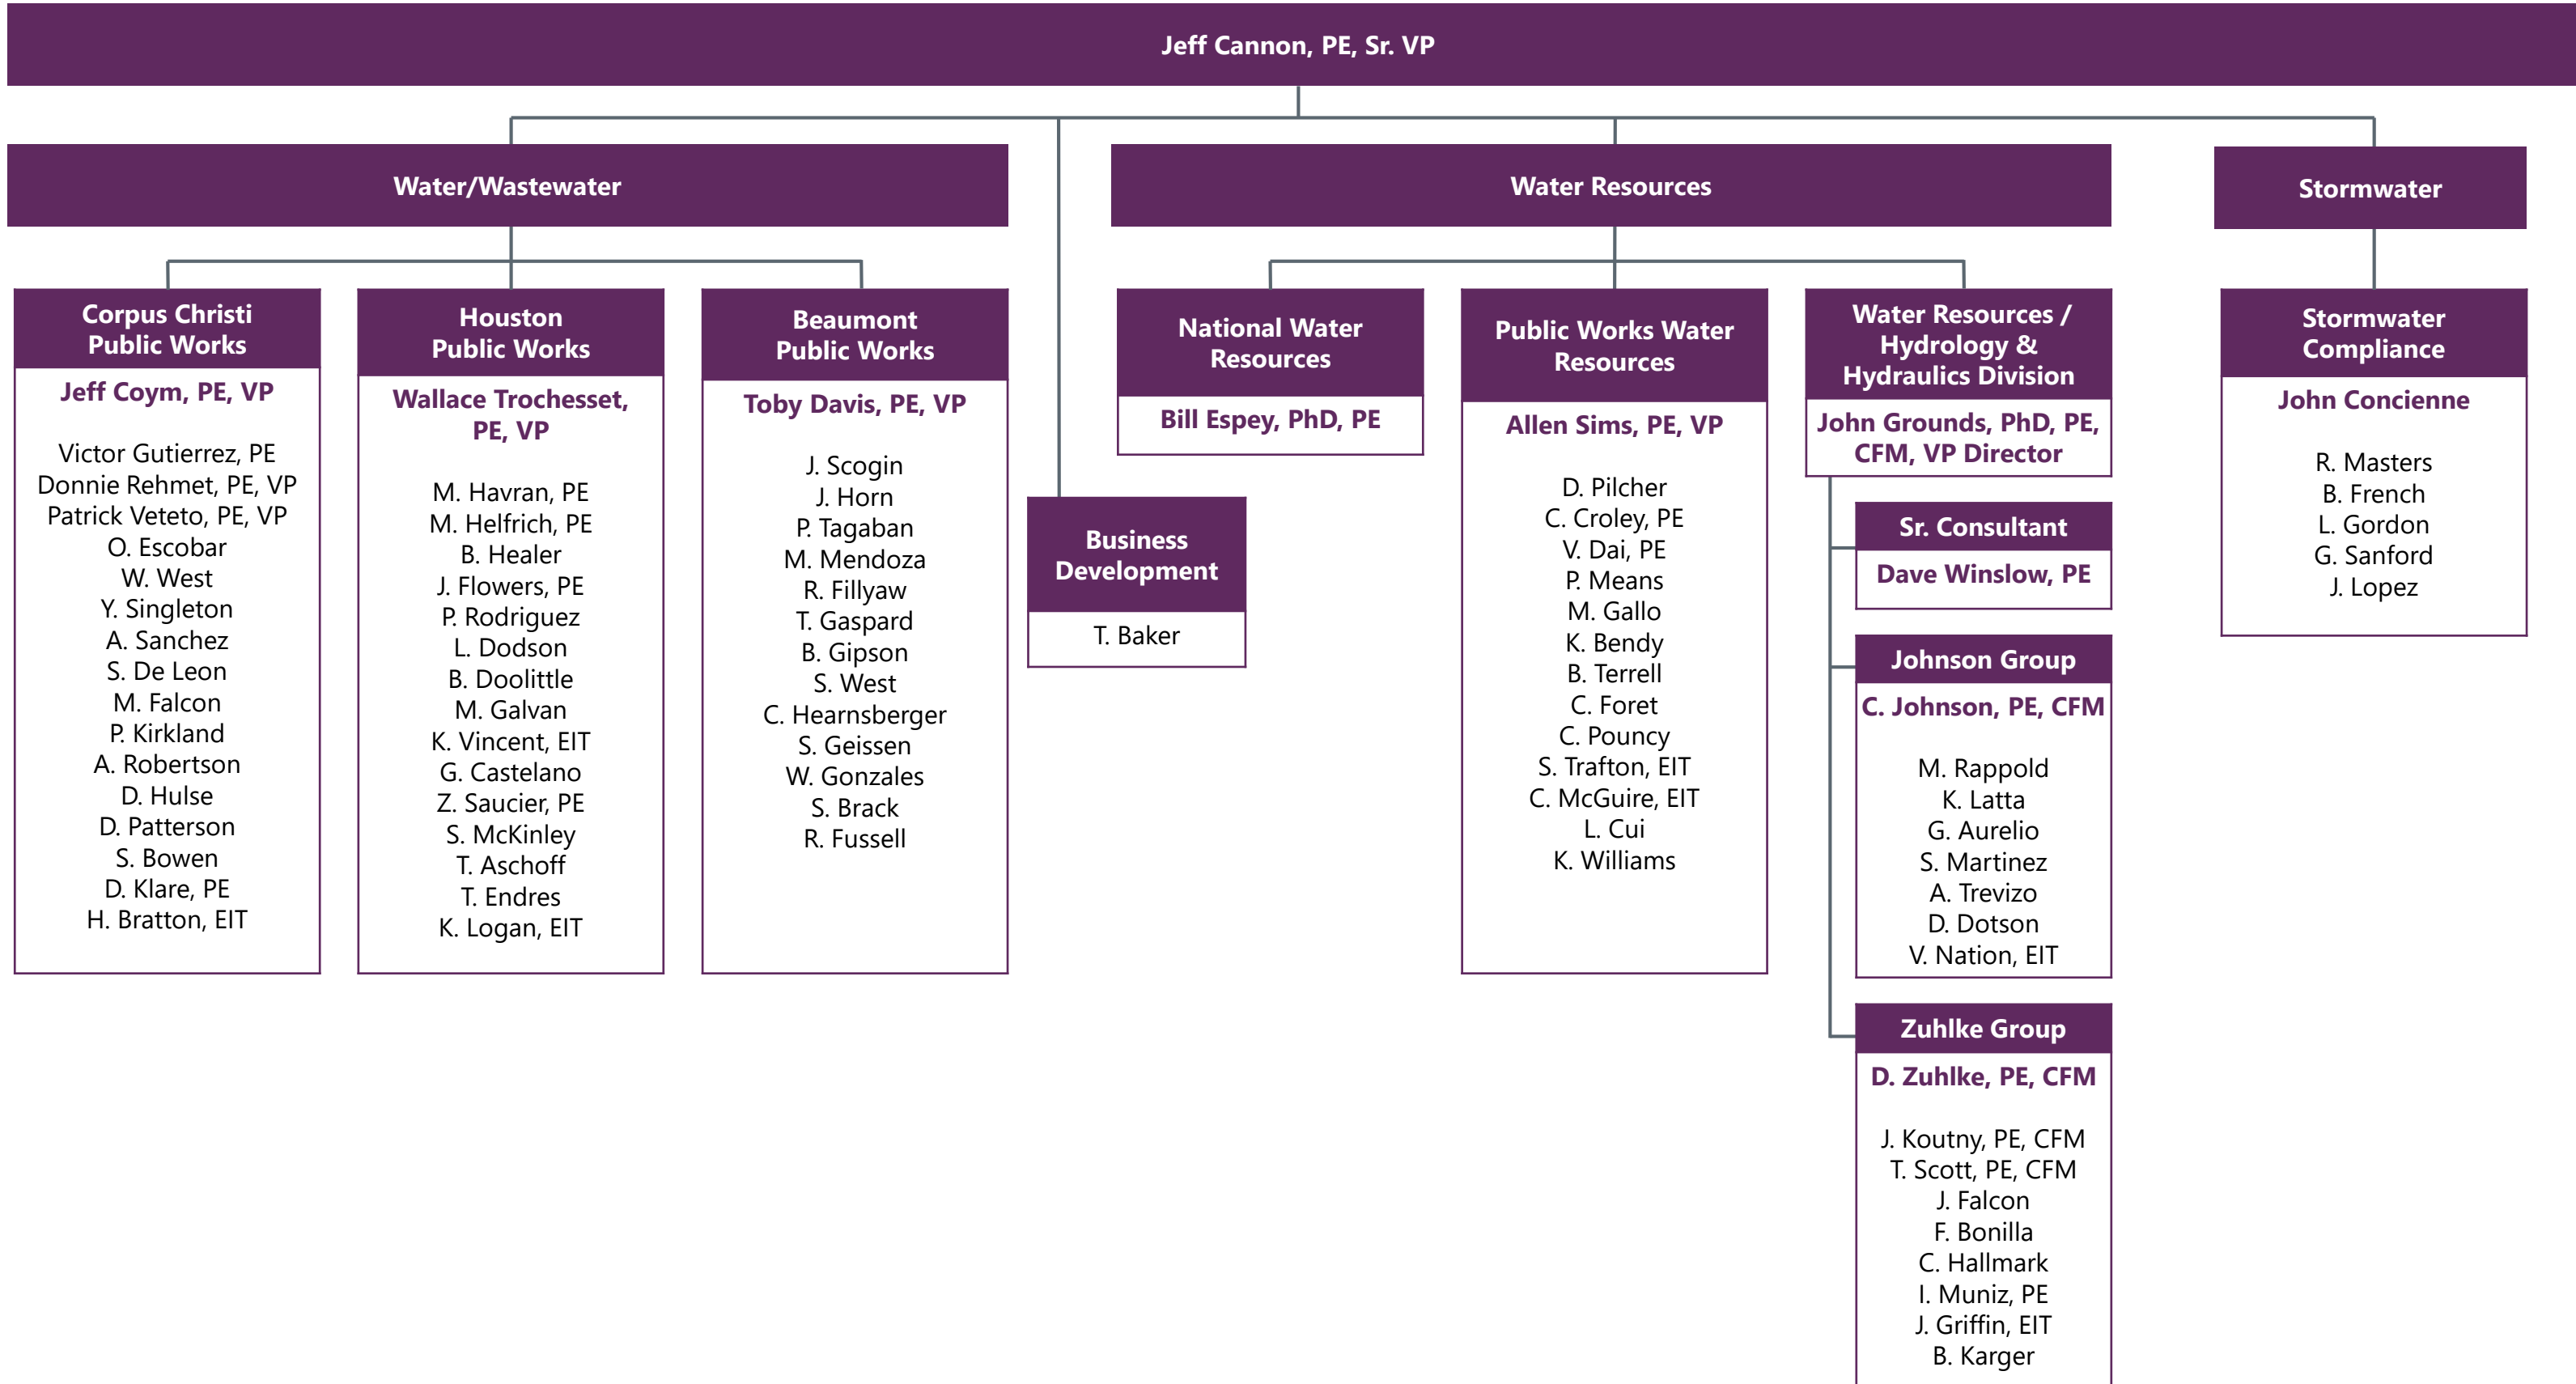 Jeff Cannon, PE, Sr. VP
Water/Wastewater
Water Resources
Stormwater
Corpus Christi
Public Works
Jeff Coym, PE, VP
Victor Gutierrez, PE
Donnie Rehmet, PE, VP
Patrick Veteto, PE, VP
O. Escobar
W. West
Y. Singleton
A. Sanchez
S. De Leon
M. Falcon
P. Kirkland
A. Robertson
D. Hulse
D. Patterson
S. Bowen
D. Klare, PE
H. Bratton, EIT
Houston
Public Works
Wallace Trochesset,
PE, VP
M. Havran, PE
M. Helfrich, PE
B. Healer
J. Flowers, PE
P. Rodriguez
L. Dodson
B. Doolittle
M. Galvan
K. Vincent, EIT
G. Castelano
Z. Saucier, PE
S. McKinley
T. Aschoff
T. Endres
K. Logan, EIT
Beaumont
Public Works
Toby Davis, PE, VP
J. Scogin
J. Horn
P. Tagaban
M. Mendoza
R. Fillyaw
T. Gaspard
B. Gipson
S. West
C. Hearnsberger
S. Geissen
W. Gonzales
S. Brack
R. Fussell
Business
Development
T. Baker
National Water
Resources
Bill Espey, PhD, PE
Public Works Water
Resources
Allen Sims, PE, VP
D. Pilcher
C. Croley, PE
V. Dai, PE
P. Means
M. Gallo
K. Bendy
B. Terrell
C. Foret
C. Pouncy
S. Trafton, EIT
C. McGuire, EIT
L. Cui
K. Williams
Water Resources /
Hydrology &
Hydraulics Division
John Grounds, PhD, PE,
CFM, VP Director
Sr. Consultant
Dave Winslow, PE
Johnson Group
C. Johnson, PE, CFM
M. Rappold
K. Latta
G. Aurelio
S. Martinez
A. Trevizo
D. Dotson
V. Nation, EIT
Zuhlke Group
D. Zuhlke, PE, CFM
J. Koutny, PE, CFM
T. Scott, PE, CFM
J. Falcon
F. Bonilla
C. Hallmark
I. Muniz, PE
J. Griffin, EIT
B. Karger
Stormwater
Compliance
John Concienne
R. Masters
B. French
L. Gordon
G. Sanford
J. Lopez